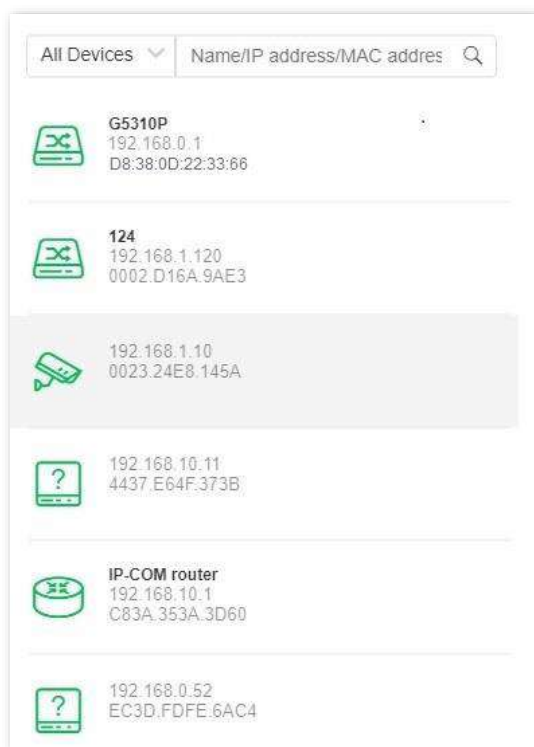 All Devices
Name/IP address/MAC addres
G5310P
192.168.0.1
D8:38:0D:22:33:66
124
192.168.1.120
0002.D16A.9AE3
192.168.1.10
0023.24E8.145A
?
192.168.10.11
4437.E64F.373B
IP-COM router
192.168.10.1
C83A.353A.3D60
?
192.168.0.52
EC3D.FDFE.6AC4